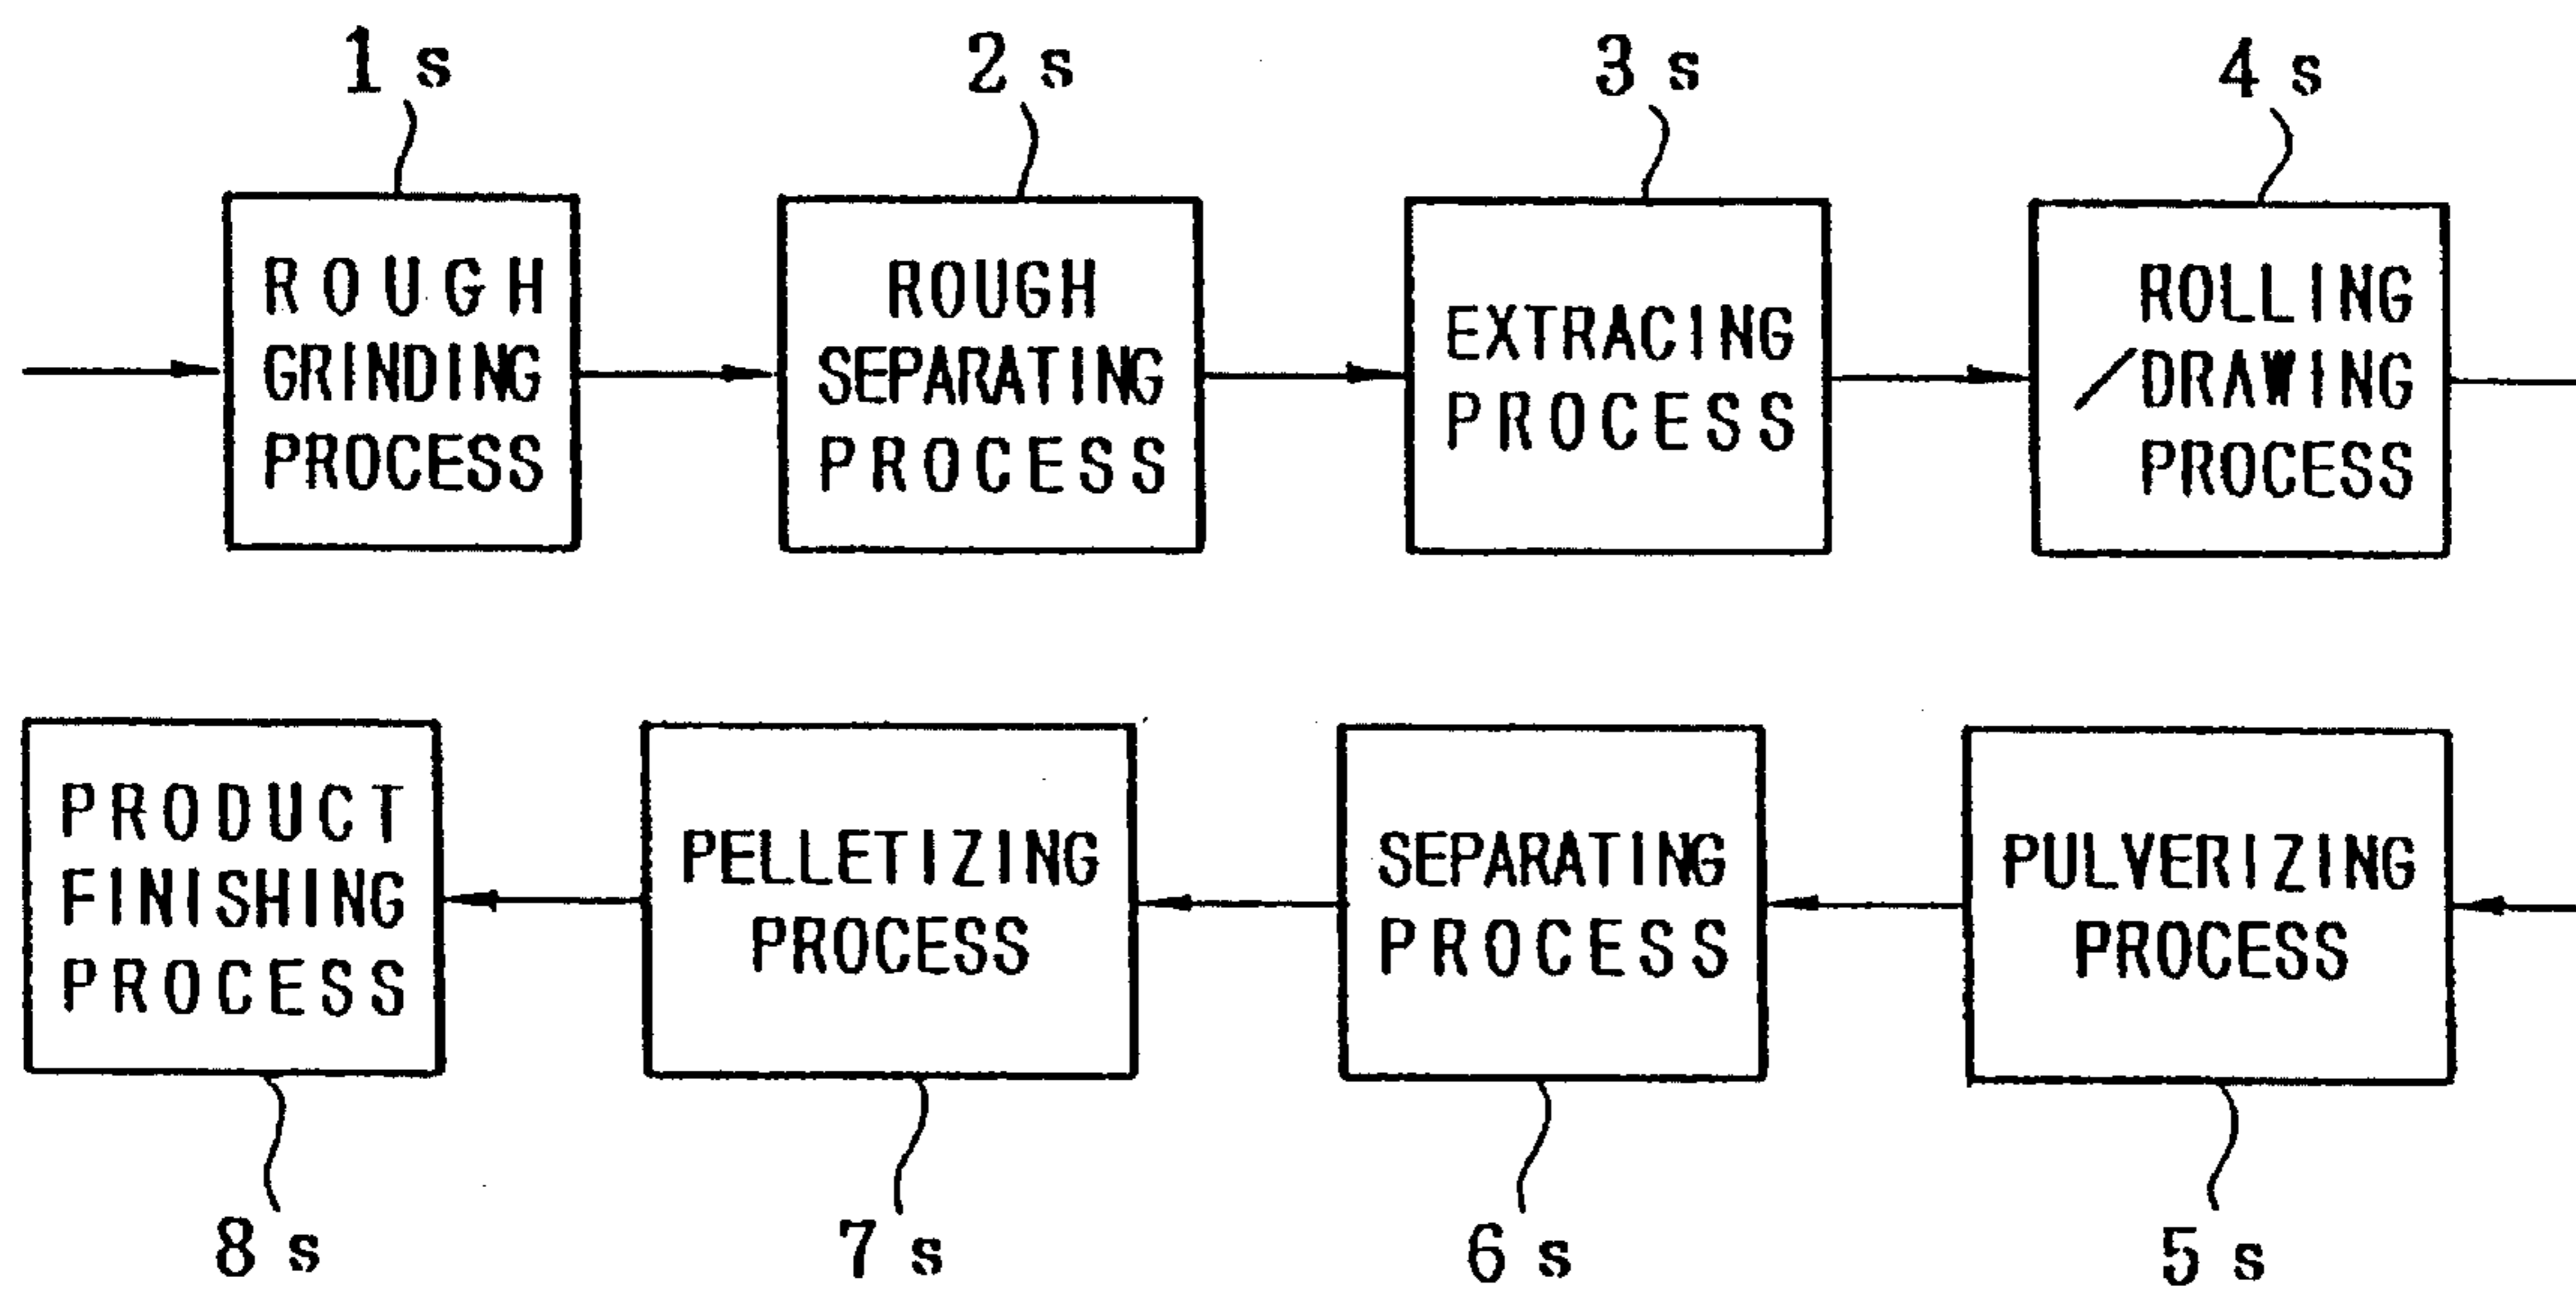 1 s
2 s
3 s
4 s
ROUGH
GRINDING
PROCESS
ROUGH
SEPARATING
PROCESS
EXTRACING
PROCESS
ROLLING
/DRAWING
PROCESS
PRODUCT
FINISHING
PROCESS
PELLETIZING
PROCESS
SEPARATING
PROCESS
PULVERIZING
PROCESS
8 s
7 s
6 s
5 s